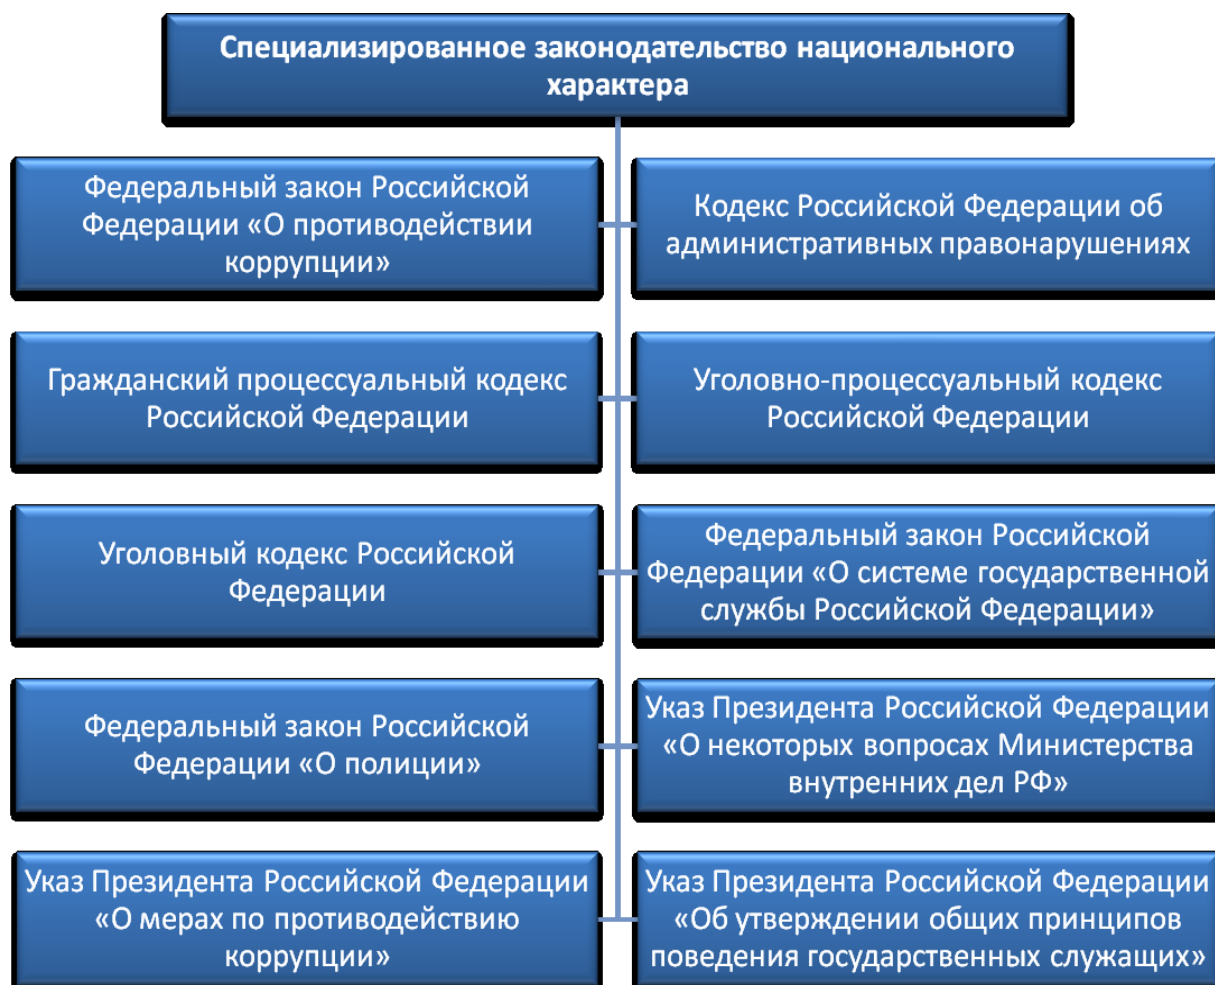 Специализированное законодательство национального
характера
Федеральный закон Российской
Федерации «О противодействии
коррупции»
Кодекс Российской Федерации об
административных правонарушениях
Гражданский процессуальный кодекс
Российской Федерации
Уголовно-процессуальный кодекс
Российской Федерации
Уголовный кодекс Российской
Федерации
Федеральный закон Российской
Федерации «О системе государственной
службы Российской Федерации»
Федеральный закон Российской
Федерации «О полиции»
Указ Президента Российской Федерации
«О некоторых вопросах Министерства
внутренних дел РФ»
Указ Президента Российской Федерации
«О мерах по противодействию
коррупции»
Указ Президента Российской Федерации
«Об утверждении общих принципов
поведения государственных служащих»